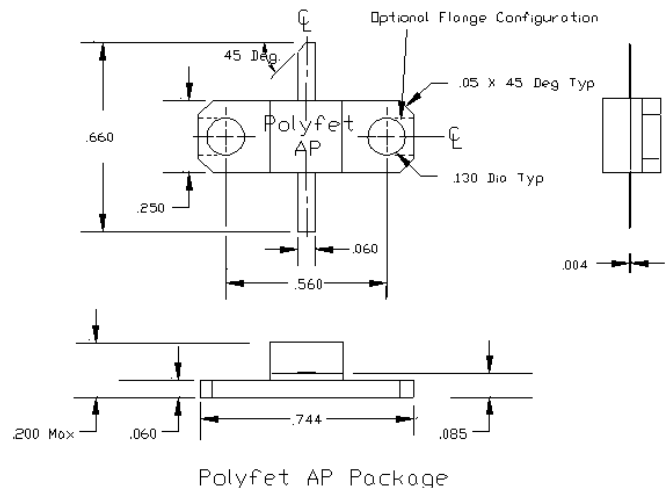 ℄
Optional Flange Configuration
45 Deg.
.05 X 45 Deg Typ
.660
Polyfet
AP
℄
.130 Dia Typ
.250
.060
.004
.560
.200 Max
.060
.744
.085
Polyfet AP Package